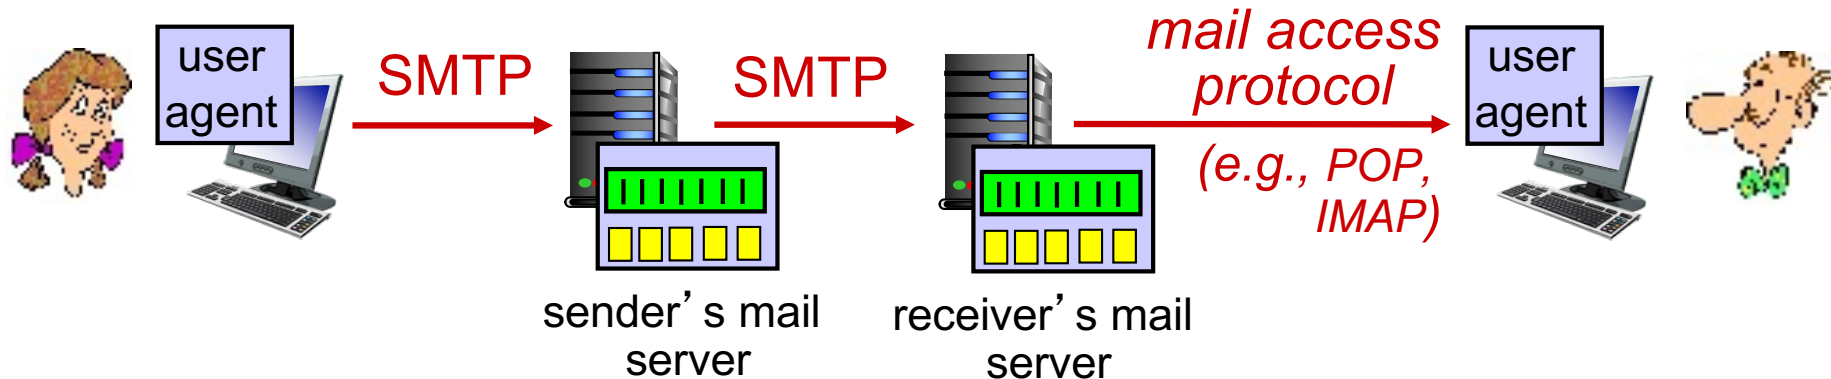 user
agent
SMTP
SMTP
mail access
protocol
(e.g., POP,
IMAP)
user
agent
sender’s mail
server
receiver’s mail
server